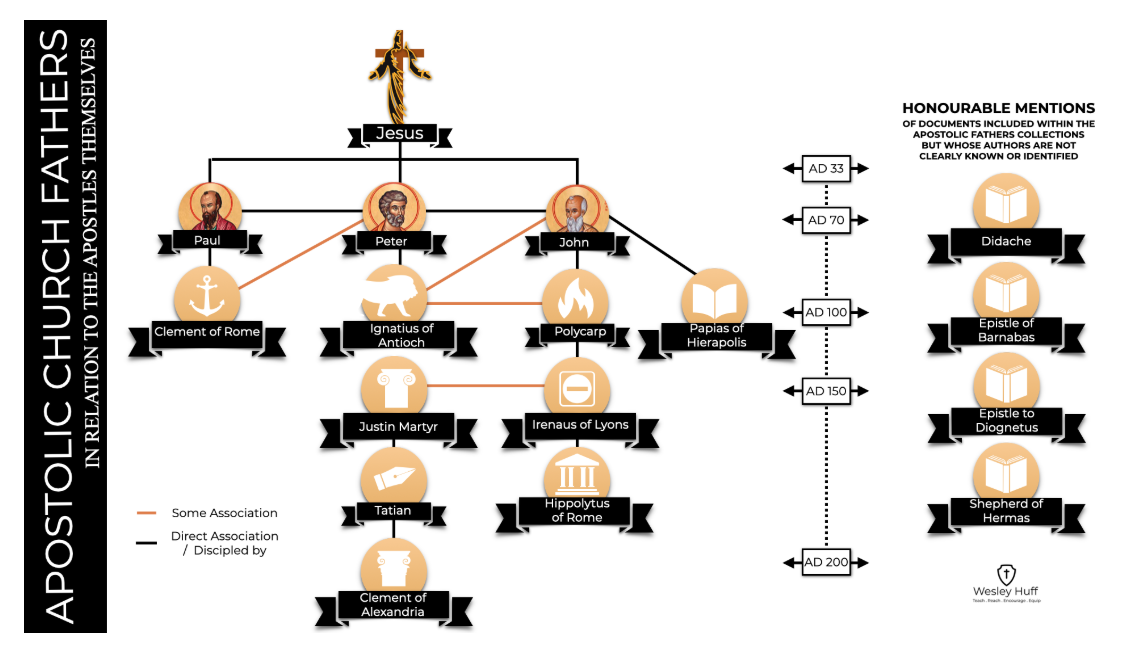 APOSTOLIC CHURCH FATHERS
IN RELATION TO THE APOSTLES THEMSELVES
Jesus
Paul
Peter
John
Clement of Rome
Ignatius of
Antioch
Polycarp
Papias of
Hierapolis
Justin Martyr
Irenaus of Lyons
Tatian
Hippolytus
of Rome
Clement of
Alexandria
Some Association
Direct Association
/ Discipled by
AD 33
AD 70
AD 100
AD 150
AD 200
HONOURABLE MENTIONS
OF DOCUMENTS INCLUDED WITHIN THE
APOSTOLIC FATHERS COLLECTIONS
BUT WHOSE AUTHORS ARE NOT
CLEARLY KNOWN OR IDENTIFIED
Didache
Epistle of
Barnabas
Epistle to
Diognetus
Shepherd of
Hermas
Wesley Huff
Teach . Reach . Encourage . Equip